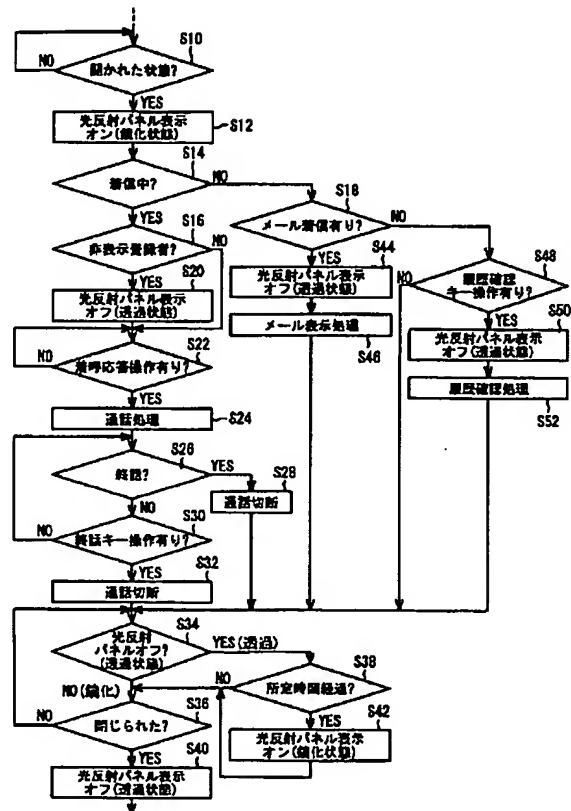 S10
開かれた状態?
NO
YES
光反射パネル表示
オン(鏡化状態)
S12
S14
着信中?
NO
YES
S18
メール着信有り?
NO
YES
S16
非表示登録者?
NO
YES
S44
光反射パネル表示
オフ(透過状態)
S48
履歴確認
キー操作有り?
NO
YES
S20
光反射パネル表示
オフ(透過状態)
メール表示処理
S46
S50
光反射パネル表示
オフ(透過状態)
S22
着呼応答操作有り?
NO
YES
履歴確認処理
S52
通話処理
S24
S26
終話?
YES
NO
S28
通話切断
S30
終話キー操作有り?
NO
YES
S32
通話切断
S34
光反射
パネルオフ?
(透過状態)
YES(透過)
NO(鏡化)
S38
所定時間経過?
NO
YES
S36
閉じられた?
NO
YES
S42
光反射パネル表示
オン(鏡化状態)
S40
光反射パネル表示
オフ(透過状態)